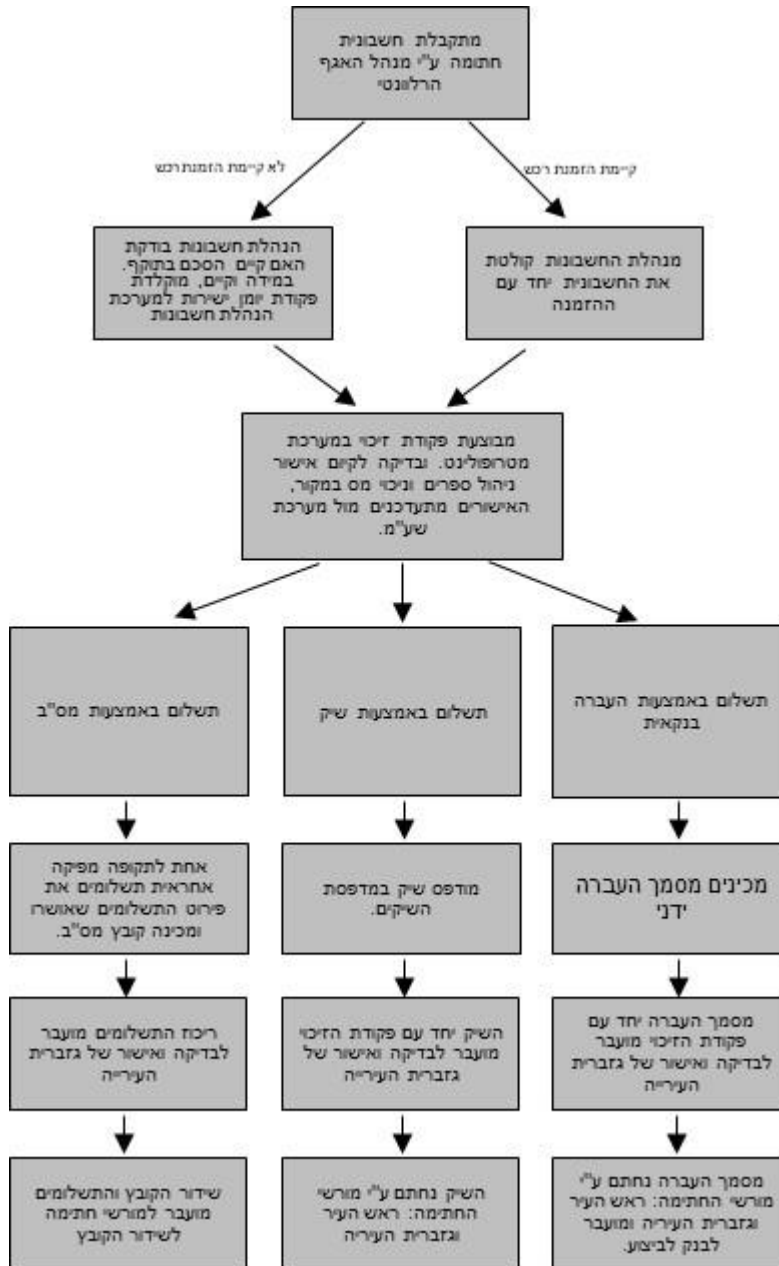 מתקבלת חשבונית
חתומה ע"י מנהל האגף
הרלוונטי
קיימת הזמנת רכש
לא קיימת הזמנת רכש
מנהלת החשבונות קולטת
את החשבונית יחד עם
ההזמנה
הנהלת חשבונות בודקת
האם קיים הסכם בתוקף.
במידה וקיים, מוקלדת
פקודת יומן ישירות למערכת
הנהלת חשבונות
מבוצעת פקודת זיכוי במערכת
מטרופולינט. ובדיקה לקיום אישור
ניהול ספרים וניכוי מס במקור,
האישורים מתעדכנים מול מערכת
שע"מ.
תשלום באמצעות העברה
בנקאית
תשלום באמצעות שיק
תשלום באמצעות מס"ב
מכינים מסמך העברה
ידני
מודפס שיק במדפסת
השיקים.
אחת לתקופה מפיקה
אחראית תשלומים את
פירוט התשלומים שאושרו
ומכינה קובץ מס"ב.
מסמך העברה יחד עם
פקודת הזיכוי מועבר
לבדיקה ואישור של גזברית
העירייה
השיק יחד עם פקודת הזיכוי
מועבר לבדיקה ואישור של
גזברית העירייה
ריכוז התשלומים מועבר
לבדיקה ואישור של גזברית
העירייה
מסמך העברה נחתם ע"י
מורשי החתימה: ראש העיר
וגזברית העיריה ומועבר
לבנק לביצוע.
השיק נחתם ע"י מורשי
החתימה: ראש העיר
וגזברית העיריה
שידור הקובץ והתשלומים
מועבר למורשי חתימה
לשידור הקובץ